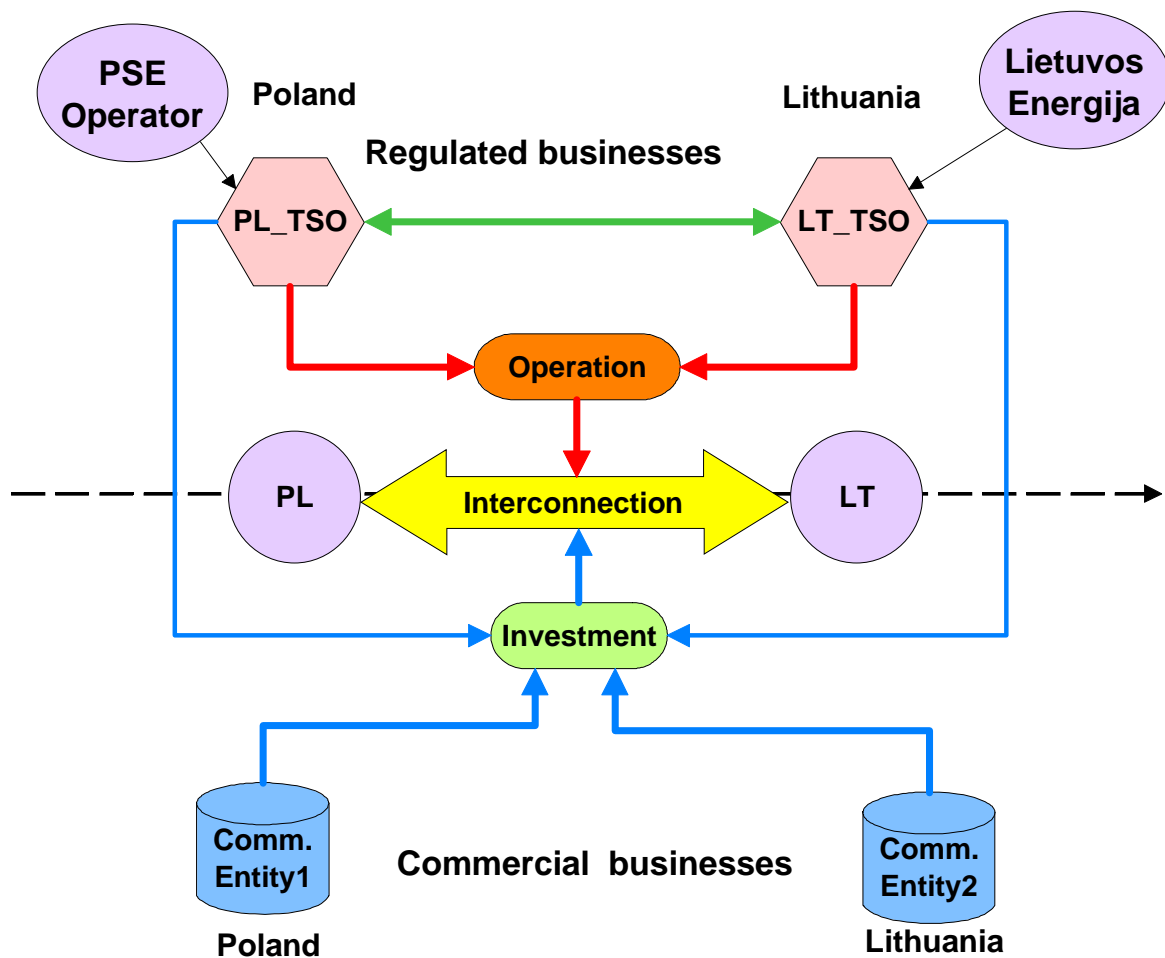 PSE
Operator
Poland
Lithuania
Lietuvos
Energija
Regulated businesses
PL_TSO
LT_TSO
Operation
PL
Interconnection
LT
Investment
Comm.
Entity1
Commercial businesses
Comm.
Entity2
Poland
Lithuania